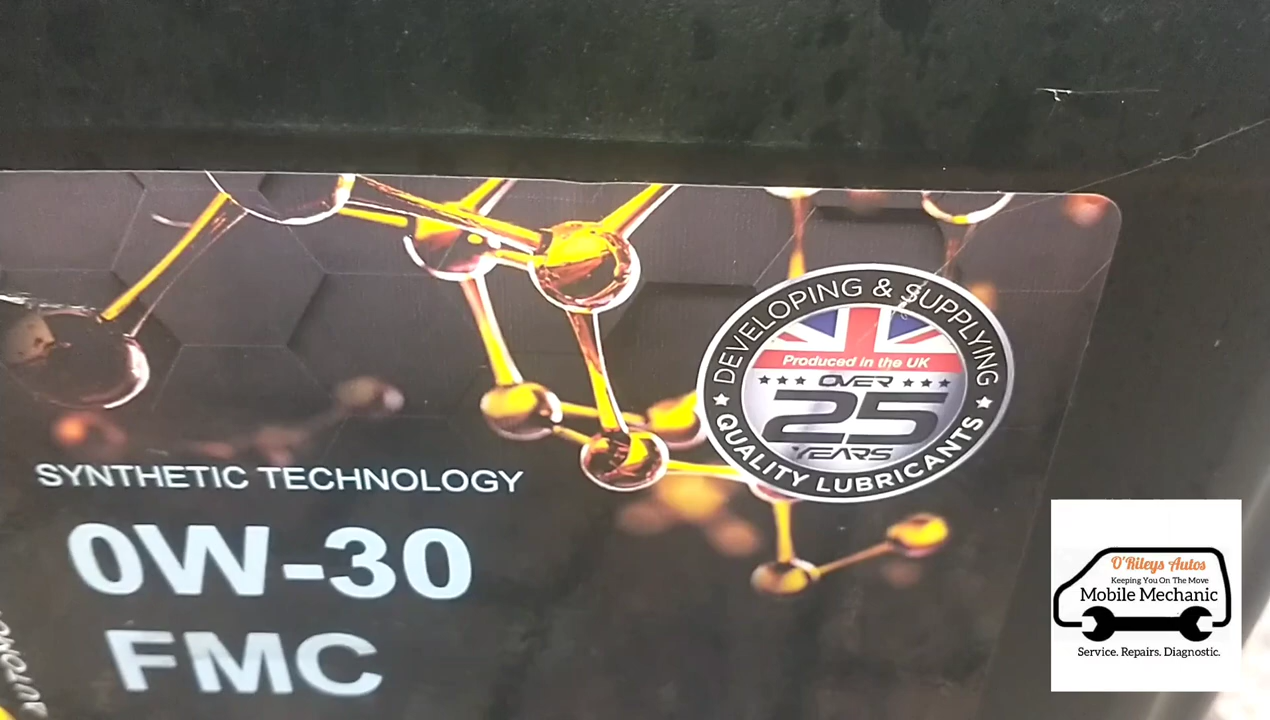 DEVELOPING & SUPPLYING
Produced in the UK
OVER
25
YEARS
QUALITY LUBRICANTS
SYNTHETIC TECHNOLOGY
0W-30
FMC
O'Rileys Autos
Keeping You On The Move
Mobile Mechanic
Service. Repairs. Diagnostic.